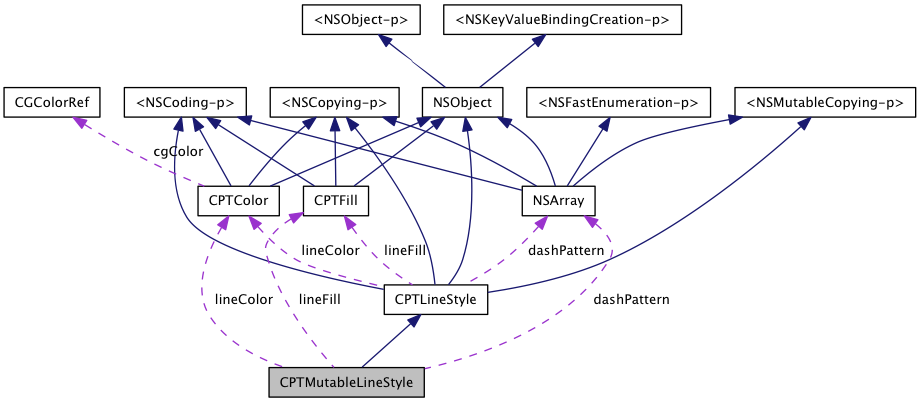 <NSObject-p>
<NSKeyValueBindingCreation-p>
CGColorRef
<NSCoding-p>
<NSCopying-p>
NSObject
<NSFastEnumeration-p>
<NSMutableCopying-p>
cgColor
CPTColor
CPTFill
NSArray
lineColor
lineFill
dashPattern
lineColor
lineFill
CPTLineStyle
dashPattern
CPTMutableLineStyle